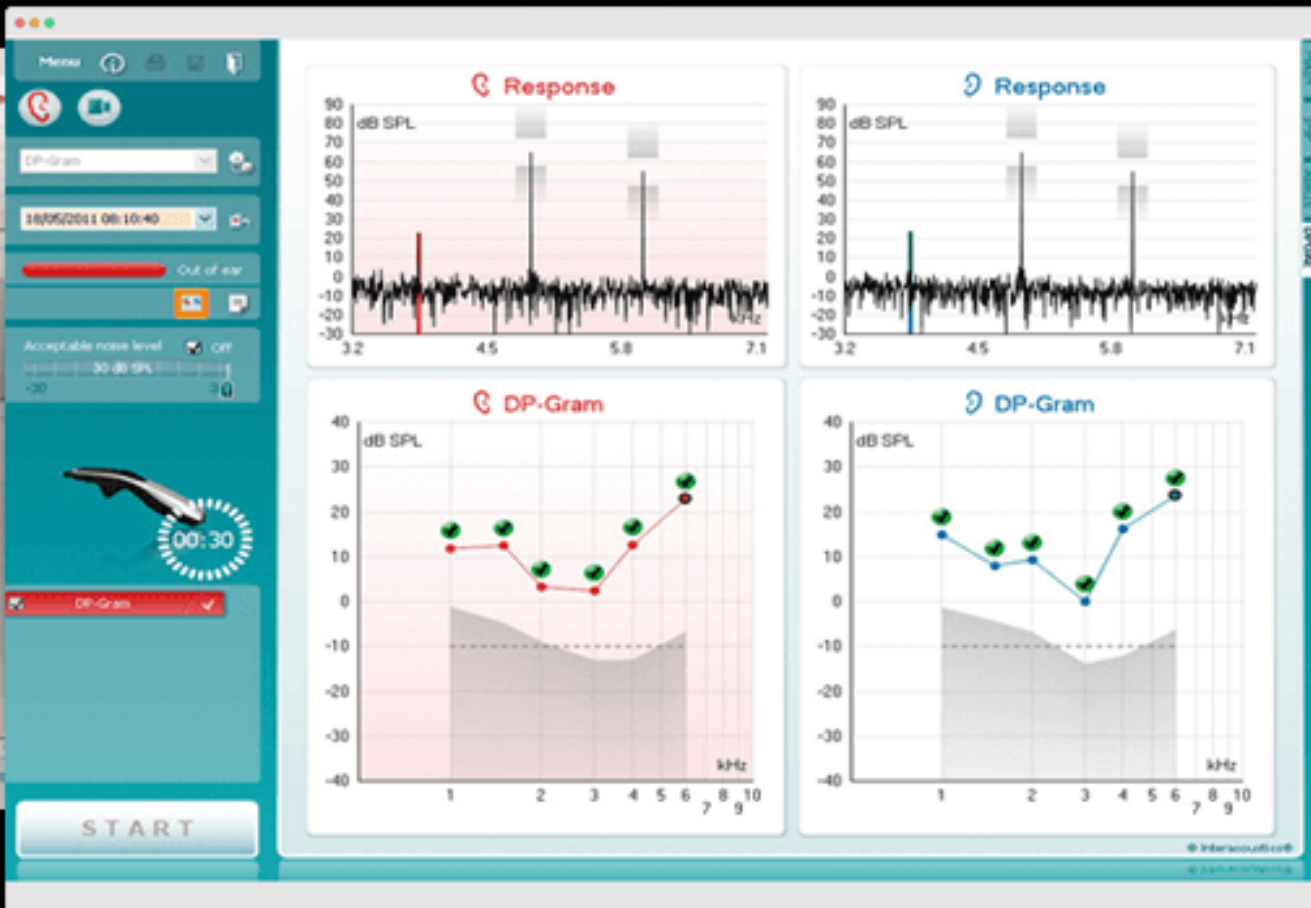 Menu
DP-Gram
18/05/2011 08:10:40
Out of ear
Acceptable noise level Off
30 dB SPL
-30
00:30
DP-Gram
START
Response
90
80
70
60
50
40
30
20
10
0
-10
-20
-30
dB SPL
kHz
3.2 4.5 5.8 7.1
Response
90
80
70
60
50
40
30
20
10
0
-10
-20
-30
dB SPL
kHz
3.2 4.5 5.8 7.1
DP-Gram
40
30
20
10
0
-10
-20
-30
-40
dB SPL
kHz
1 2 3 4 5 6 7 8 9 10
DP-Gram
40
30
20
10
0
-10
-20
-30
-40
dB SPL
kHz
1 2 3 4 5 6 7 8 9 10
© Interacoustics®